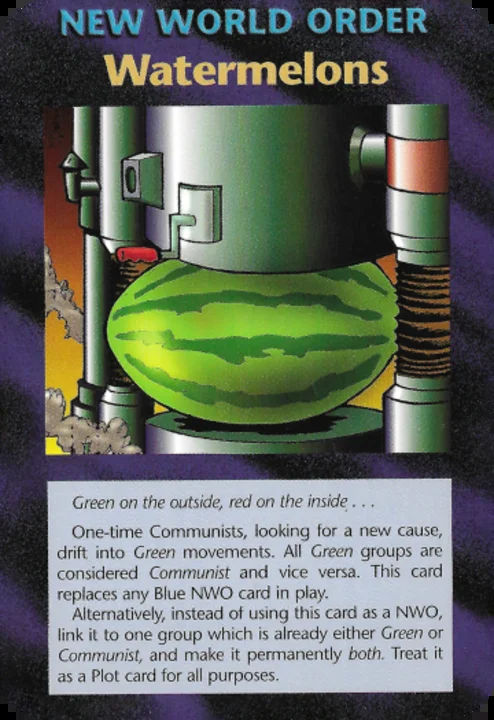 NEW WORLD ORDER
Watermelons
Green on the outside, red on the inside . . .
One-time Communists, looking for a new cause,
drift into Green movements. All Green groups are
considered Communist and vice versa. This card
replaces any Blue NWO card in play.
Alternatively, instead of using this card as a NWO,
link it to one group which is already either Green or
Communist, and make it permanently both. Treat it
as a Plot card for all purposes.